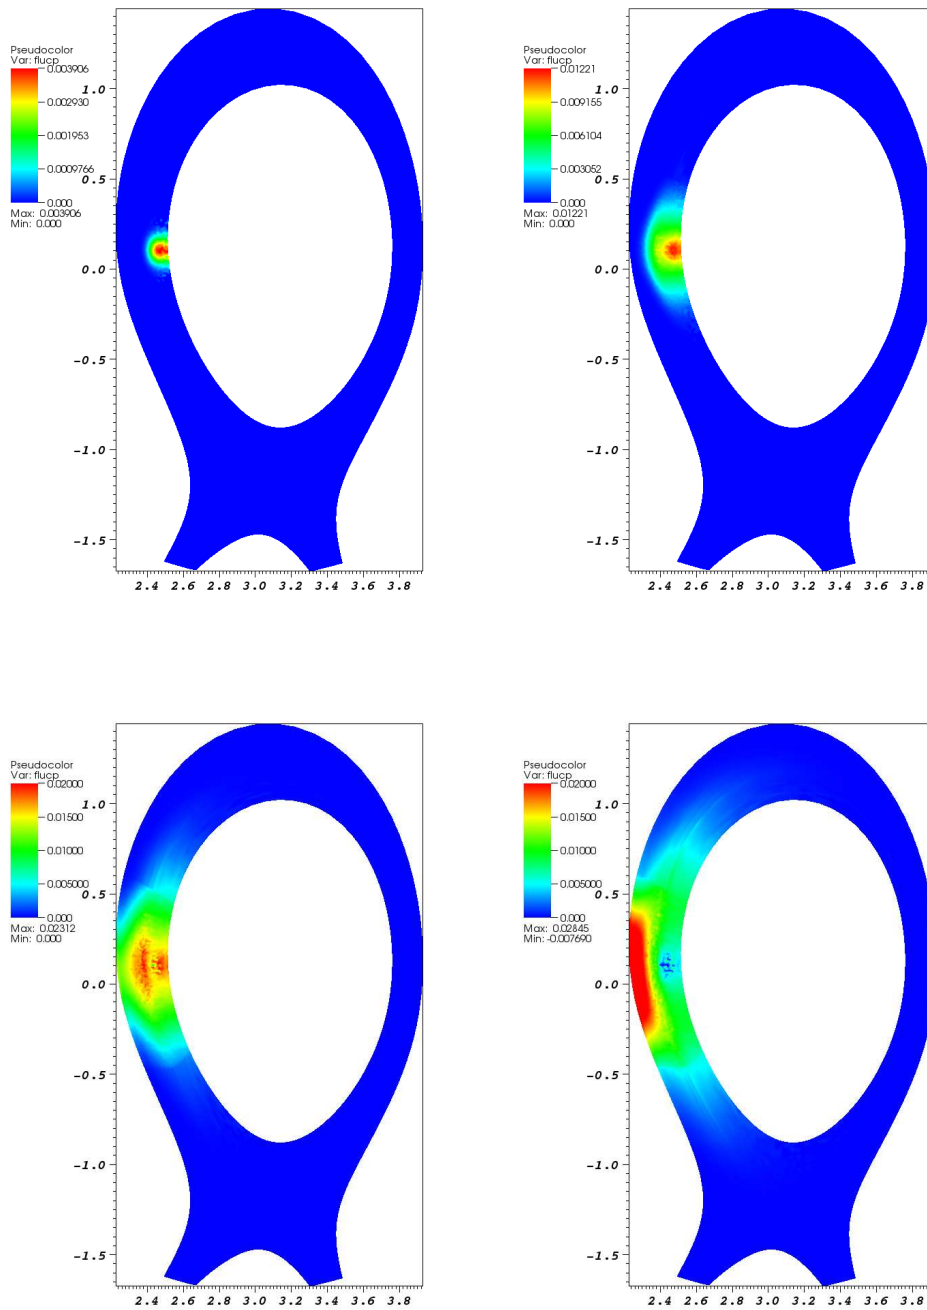 Pseudocolor
Var: flucp
0.003906
0.002930
0.001953
0.0009766
0.000
Max: 0.003906
Min: 0.000
1.0
0.5
0.0
-0.5
-1.0
-1.5
2.4 2.6 2.8 3.0 3.2 3.4 3.6 3.8
Pseudocolor
Var: flucp
0.01221
0.009155
0.006104
0.003052
0.000
Max: 0.01221
Min: 0.000
1.0
0.5
0.0
-0.5
-1.0
-1.5
2.4 2.6 2.8 3.0 3.2 3.4 3.6 3.8
Pseudocolor
Var: flucp
0.02000
0.01500
0.01000
0.005000
0.000
Max: 0.02312
Min: 0.000
1.0
0.5
0.0
-0.5
-1.0
-1.5
2.4 2.6 2.8 3.0 3.2 3.4 3.6 3.8
Pseudocolor
Var: flucp
0.02000
0.01500
0.01000
0.005000
0.000
Max: 0.02845
Min: -0.007690
1.0
0.5
0.0
-0.5
-1.0
-1.5
2.4 2.6 2.8 3.0 3.2 3.4 3.6 3.8